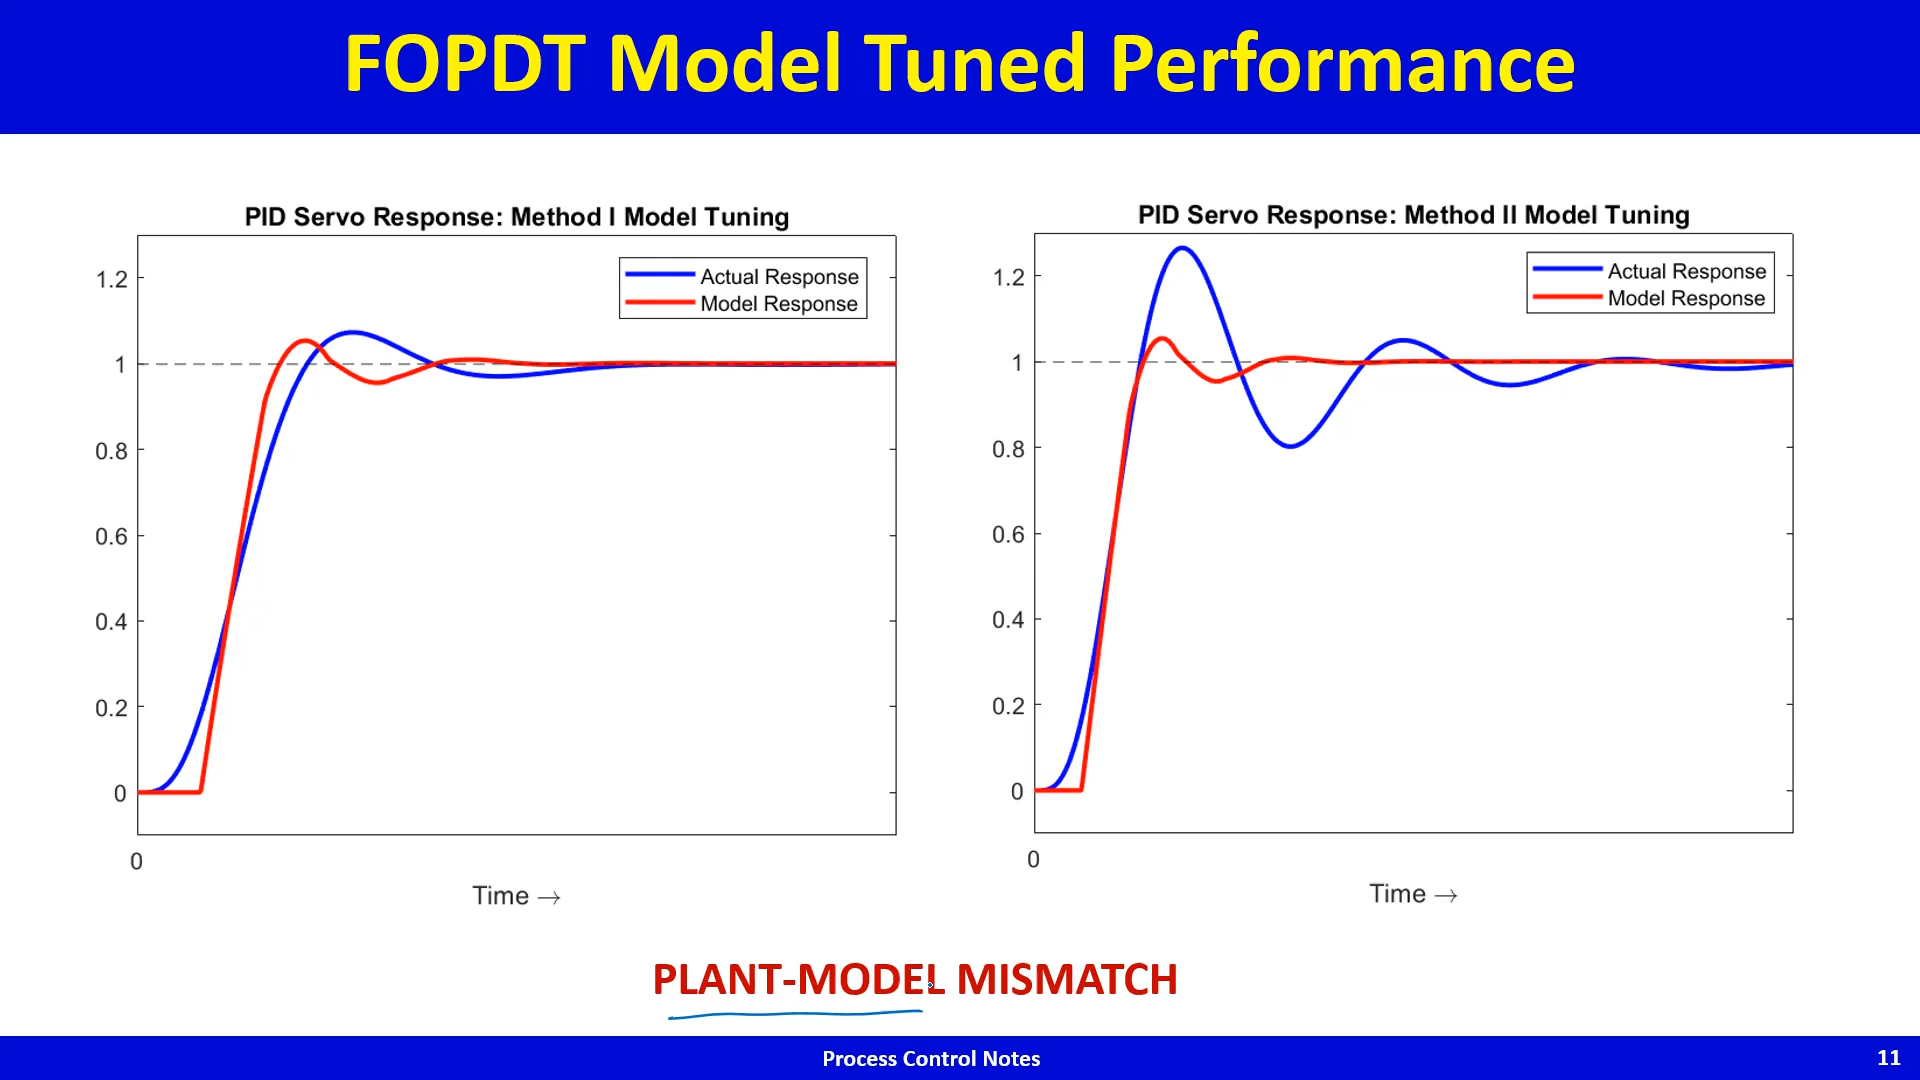 FOPDT Model Tuned Performance
PID Servo Response: Method I Model Tuning
Actual Response
Model Response
1.2
1
0.8
0.6
0.4
0.2
0
0
Time →
PID Servo Response: Method II Model Tuning
Actual Response
Model Response
1.2
1
0.8
0.6
0.4
0.2
0
0
Time →
PLANT-MODEL MISMATCH
Process Control Notes
11